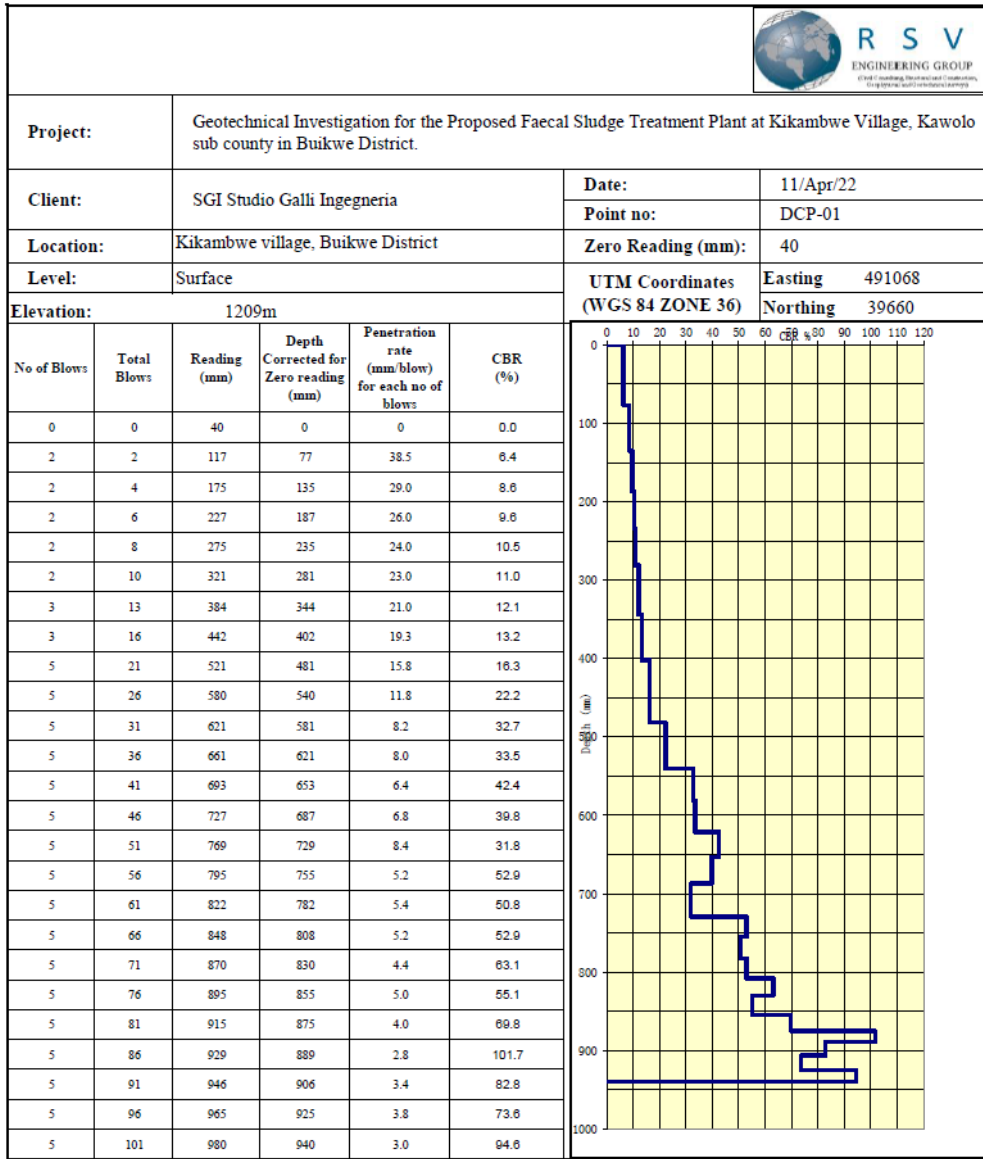 R S V
ENGINEERING GROUP
Project:
Geotechnical Investigation for the Proposed Faecal Sludge Treatment Plant at Kikambwe Village, Kawolo
sub county in Buikwe District.
Client:
SGI Studio Galli Ingegneria
Date: 11/Apr/22
Point no: DCP-01
Location: Kikambwe village, Buikwe District
Zero Reading (mm): 40
Level: Surface
UTM Coordinates
(WGS 84 ZONE 36)
Easting 491068
Northing 39660
Elevation: 1209m
No of Blows
Total
Blows
Reading
(mm)
Depth
Corrected for
Zero reading
(mm)
Penetration
rate
(mm/blow)
for each no of
blows
CBR
(%)
0 0 40 0 0 0.0
2 2 117 77 38.5 6.4
2 4 175 135 29.0 8.6
2 6 227 187 26.0 9.6
2 8 275 235 24.0 10.5
2 10 321 281 23.0 11.0
3 13 384 344 21.0 12.1
3 16 442 402 19.3 13.2
5 21 521 481 15.8 16.3
5 26 580 540 11.8 22.2
5 31 621 581 8.2 32.7
5 36 661 621 8.0 33.5
5 41 693 653 6.4 42.4
5 46 727 687 6.8 39.8
5 51 769 729 8.4 31.8
5 56 795 755 5.2 52.9
5 61 822 782 5.4 50.8
5 66 848 808 5.2 52.9
5 71 870 830 4.4 63.1
5 76 895 855 5.0 55.1
5 81 915 875 4.0 69.8
5 86 929 889 2.8 101.7
5 91 946 906 3.4 82.8
5 96 965 925 3.8 73.6
5 101 980 940 3.0 94.6
0 10 20 30 40 50 60 70 80 90 100 110 120
CBR %
0
100
200
300
400
Depth (mm)
500
600
700
800
900
1000